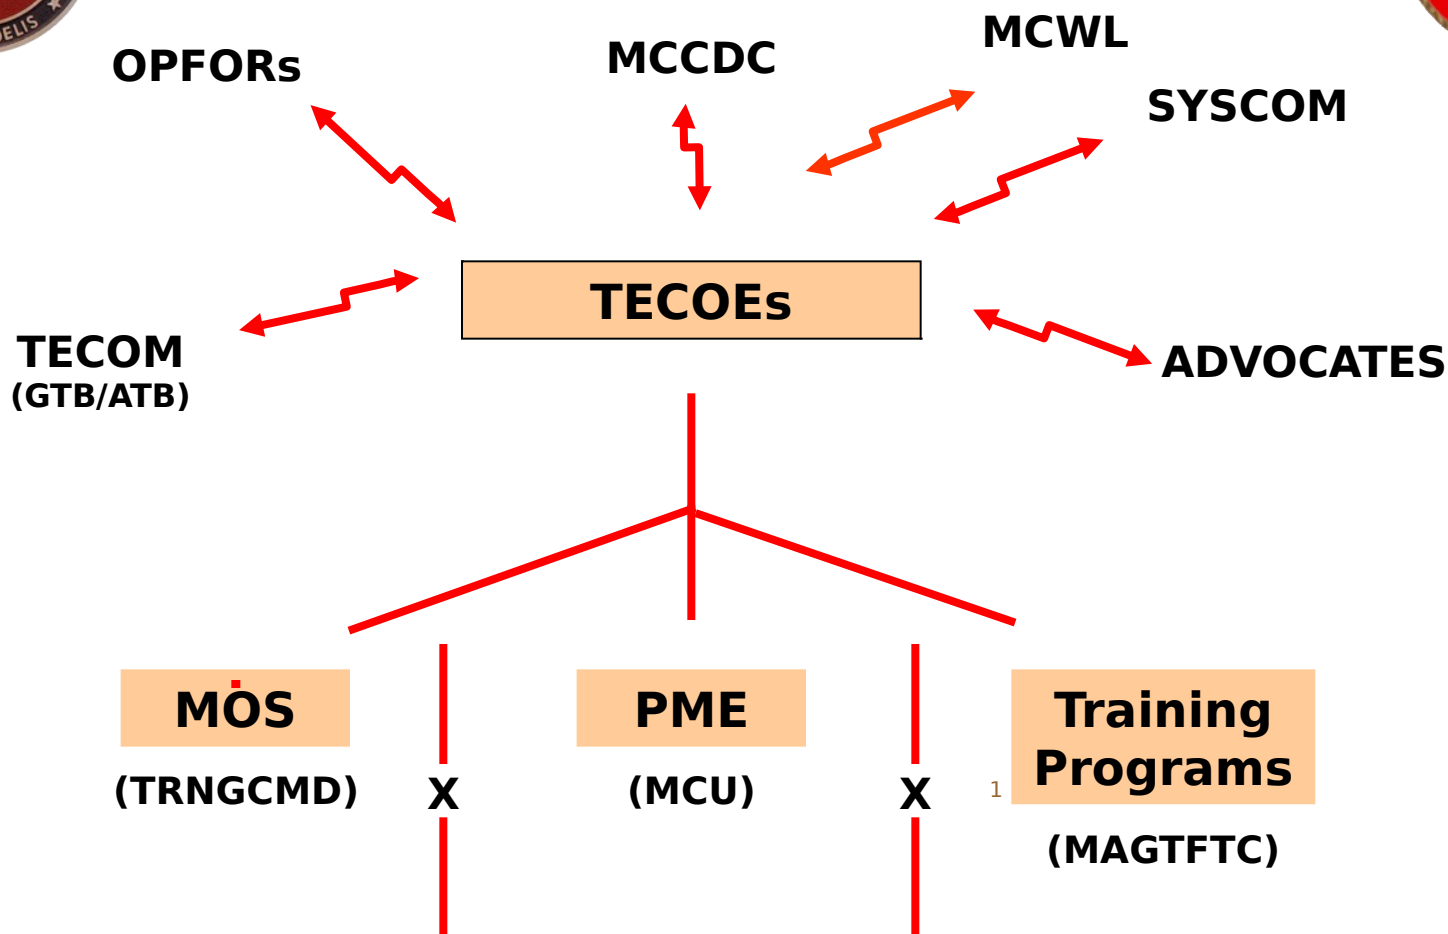 OPFORs
MCCDC
MCWL
SYSCOM
TECOEs
TECOM
(GTB/ATB)
ADVOCATES
MOS
(TRNGCMD)
X
PME
(MCU)
X
1
Training
Programs
(MAGTFTC)